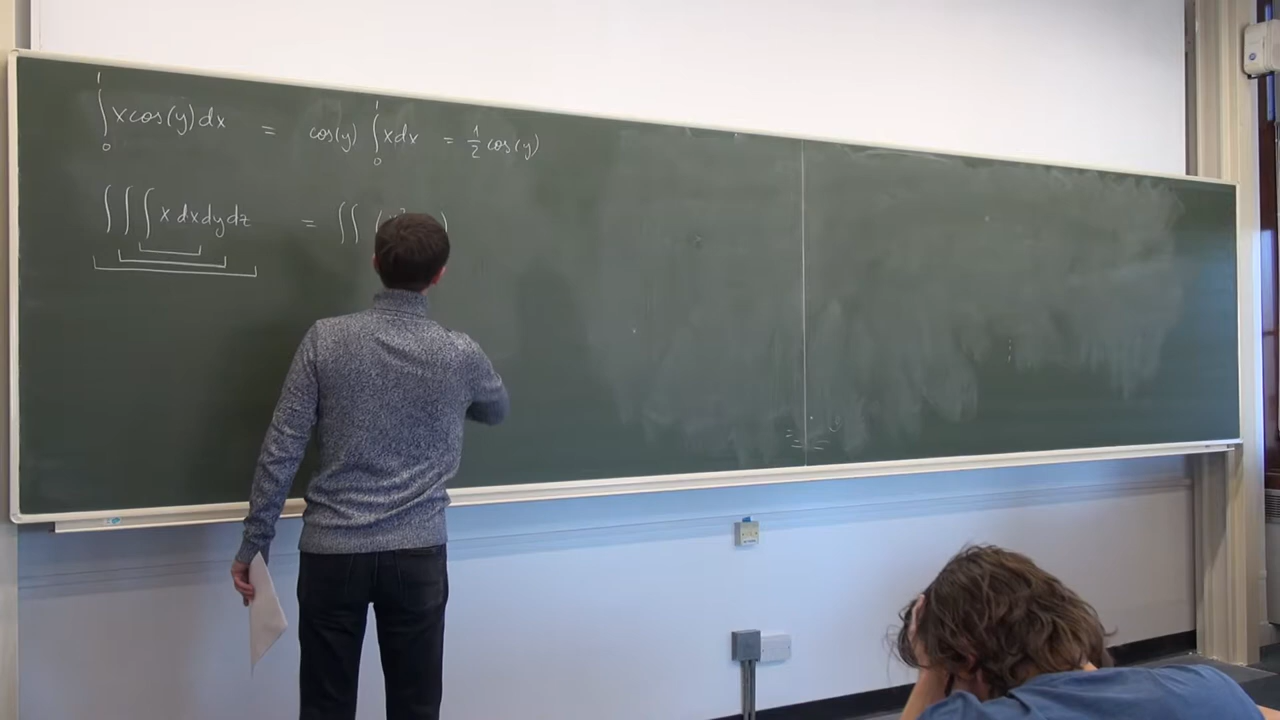 ∫₀¹ x cos(y) dx = cos(y) ∫₀¹ x dx = 1/2 cos(y)
∫∫∫ x dx dy dz = ∫∫ (